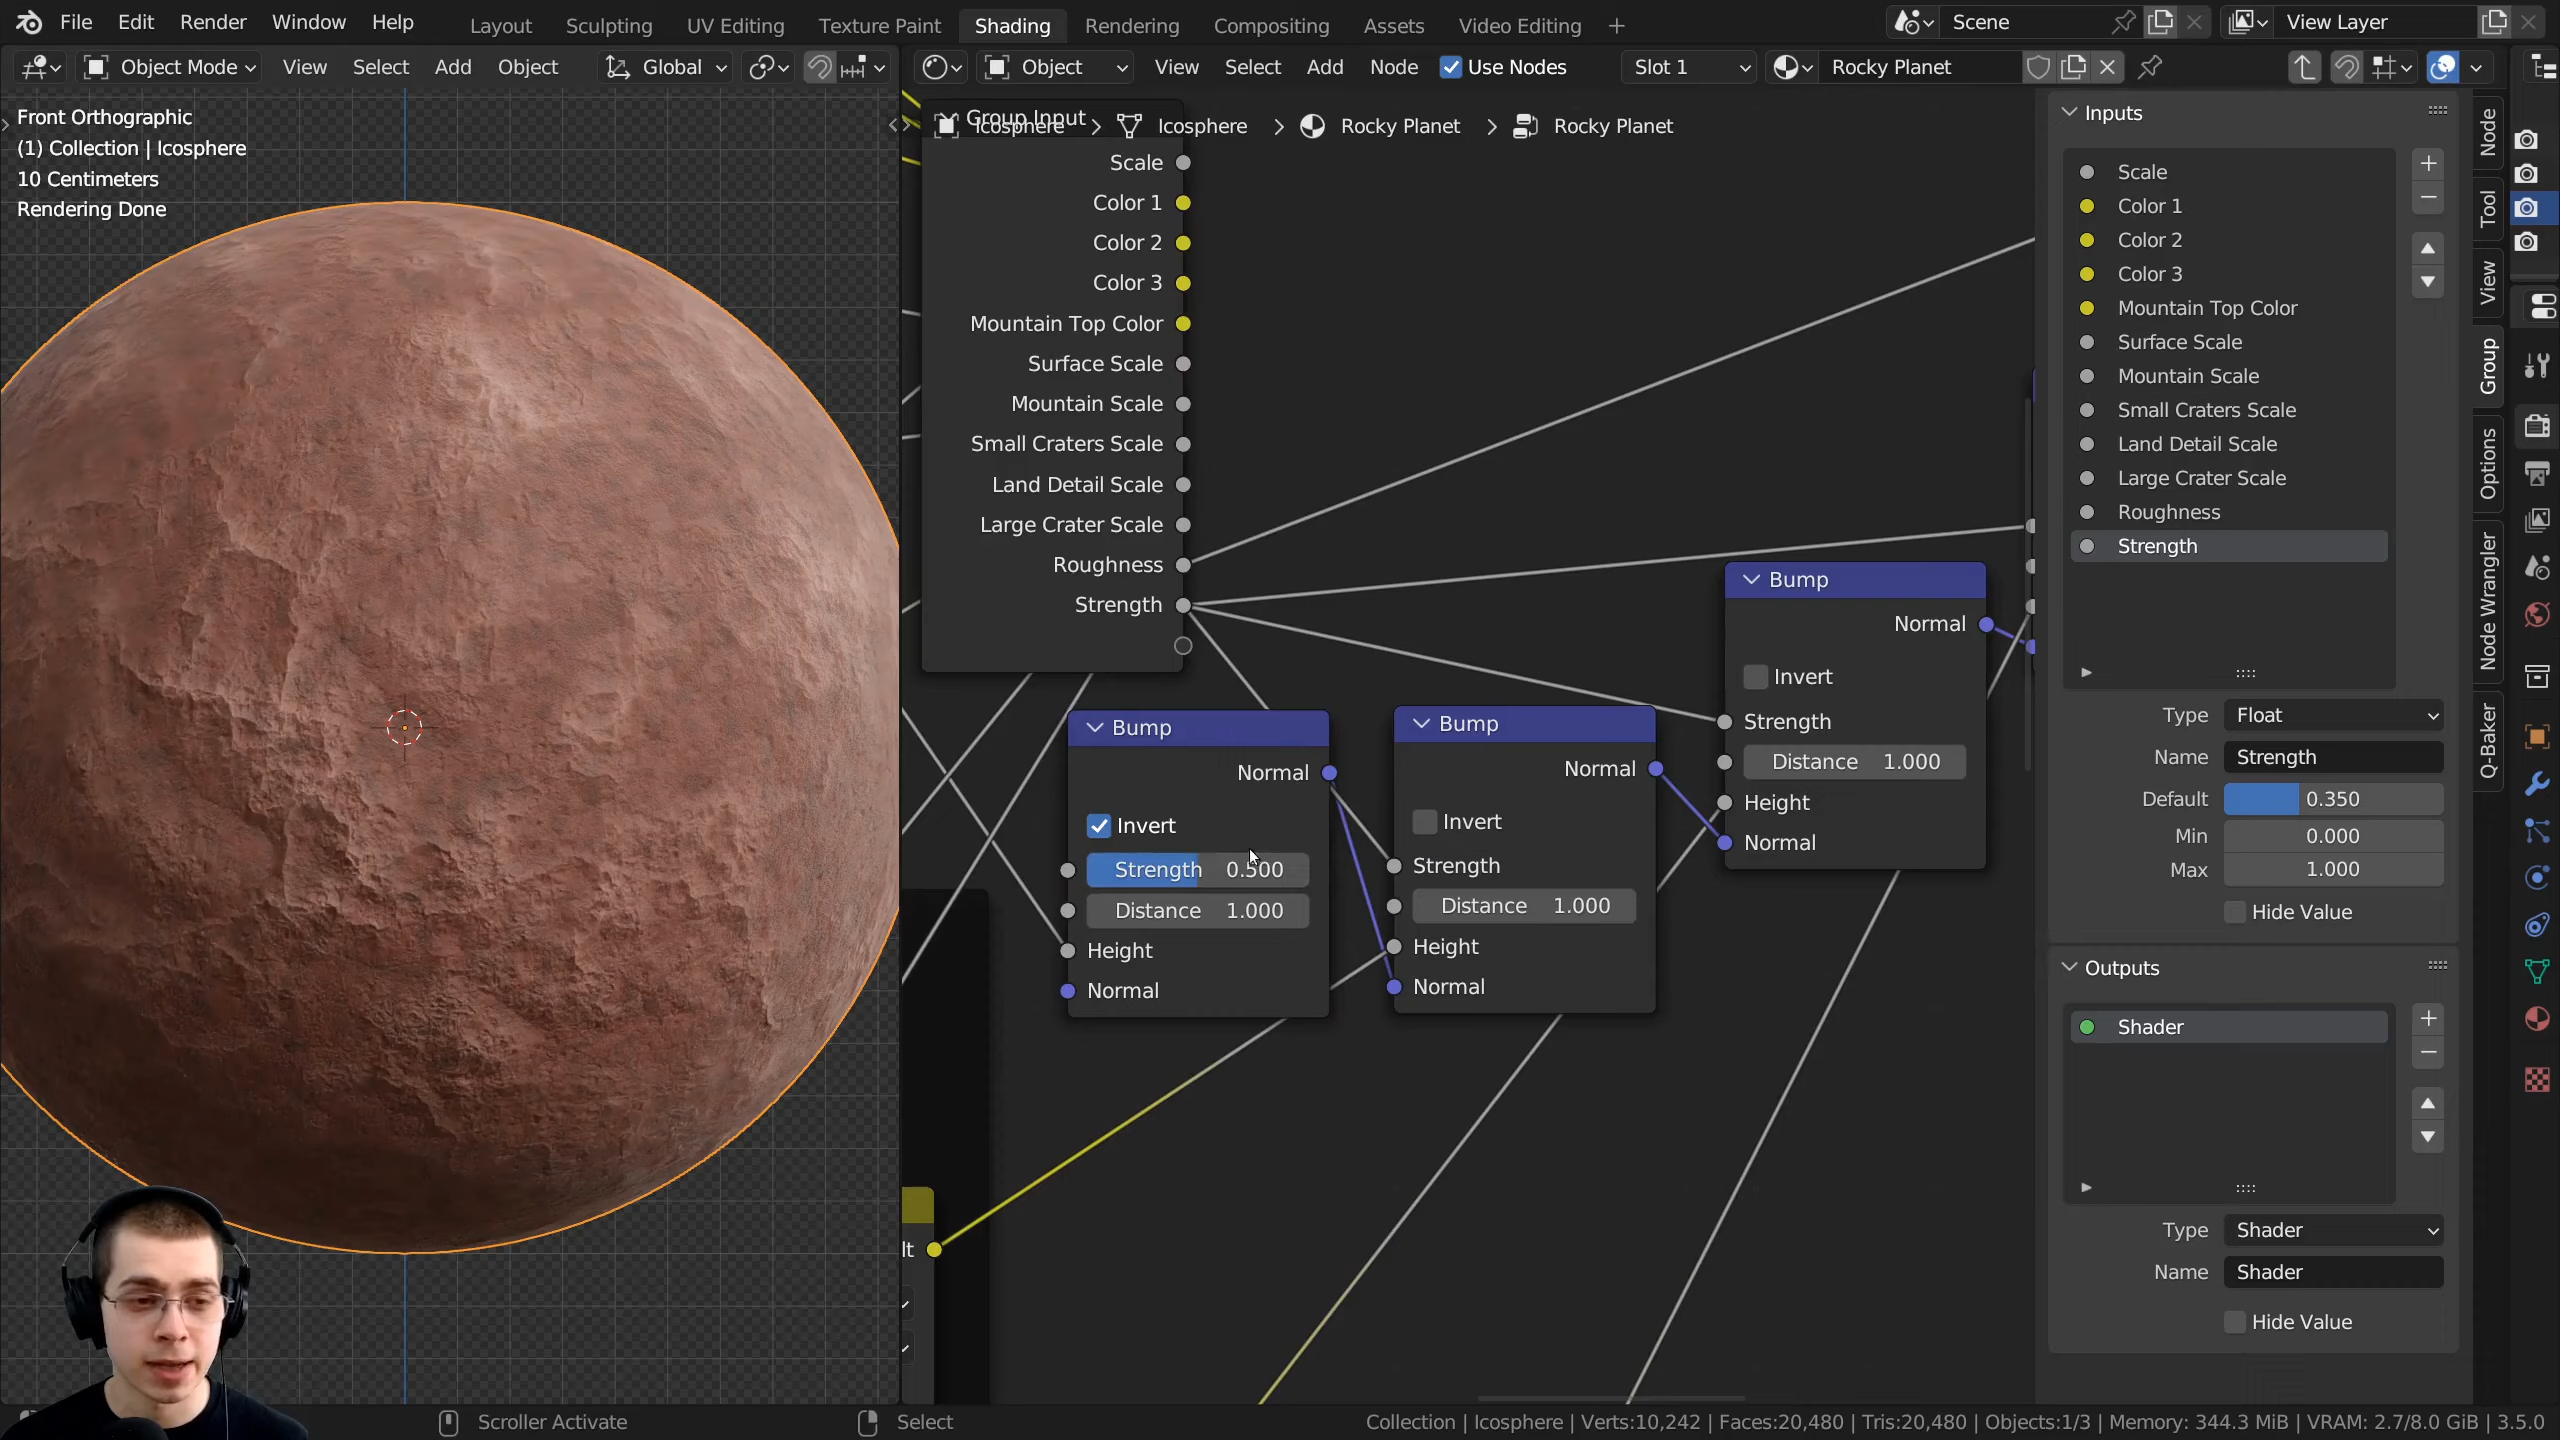 File Edit Render Window Help Layout Sculpting UV Editing Texture Paint Shading Rendering Compositing Assets Video Editing + Scene View Layer
Object Mode View Select Add Object Global Object View Select Add Node Use Nodes Slot 1 Rocky Planet
Front Orthographic
(1) Collection | Icosphere
10 Centimeters
Rendering Done
Group Input
Icosphere > Icosphere > Rocky Planet > Rocky Planet
Scale
Color 1
Color 2
Color 3
Mountain Top Color
Surface Scale
Mountain Scale
Small Craters Scale
Land Detail Scale
Large Crater Scale
Roughness
Strength
Bump
Normal
Invert
Strength 0.500
Distance 1.000
Height
Normal
Bump
Normal
Invert
Strength
Distance 1.000
Height
Normal
Bump
Normal
Invert
Strength
Distance 1.000
Height
Normal
lt
Inputs
Scale
Color 1
Color 2
Color 3
Mountain Top Color
Surface Scale
Mountain Scale
Small Craters Scale
Land Detail Scale
Large Crater Scale
Roughness
Strength
Type Float
Name Strength
Default 0.350
Min 0.000
Max 1.000
Hide Value
Outputs
Shader
Type Shader
Name Shader
Hide Value
Node
Tool
View
Group
Options
Node Wrangler
Q-Baker
Scroller Activate Select Collection | Icosphere | Verts:10,242 | Faces:20,480 | Tris:20,480 | Objects:1/3 | Memory: 344.3 MiB | VRAM: 2.7/8.0 GiB | 3.5.0